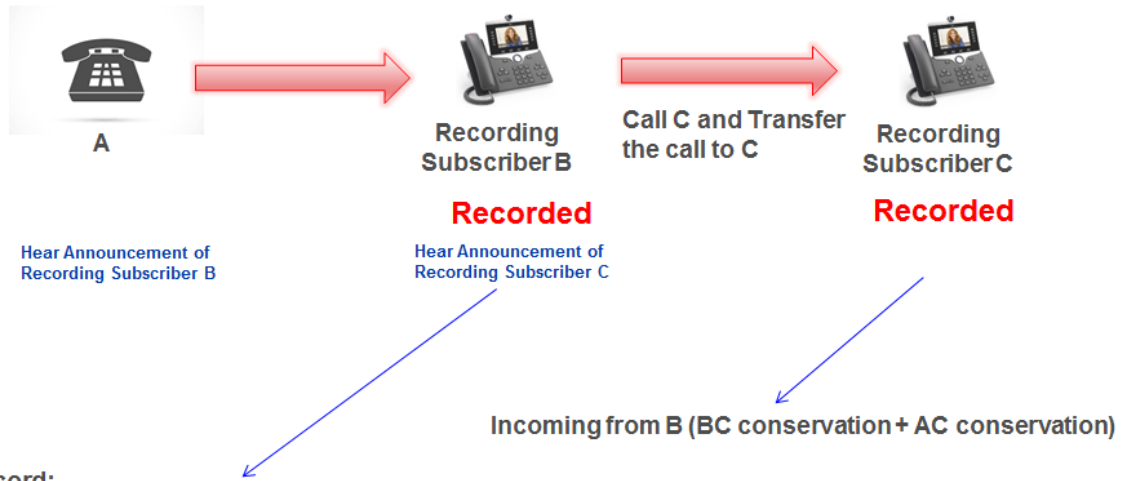 A
Recording
Subscriber B
Call C and Transfer
the call to C
Recording
Subscriber C
Recorded
Recorded
Hear Announcement of
Recording Subscriber B
Hear Announcement of
Recording Subscriber C
Incoming from B (BC conservation + AC conservation)